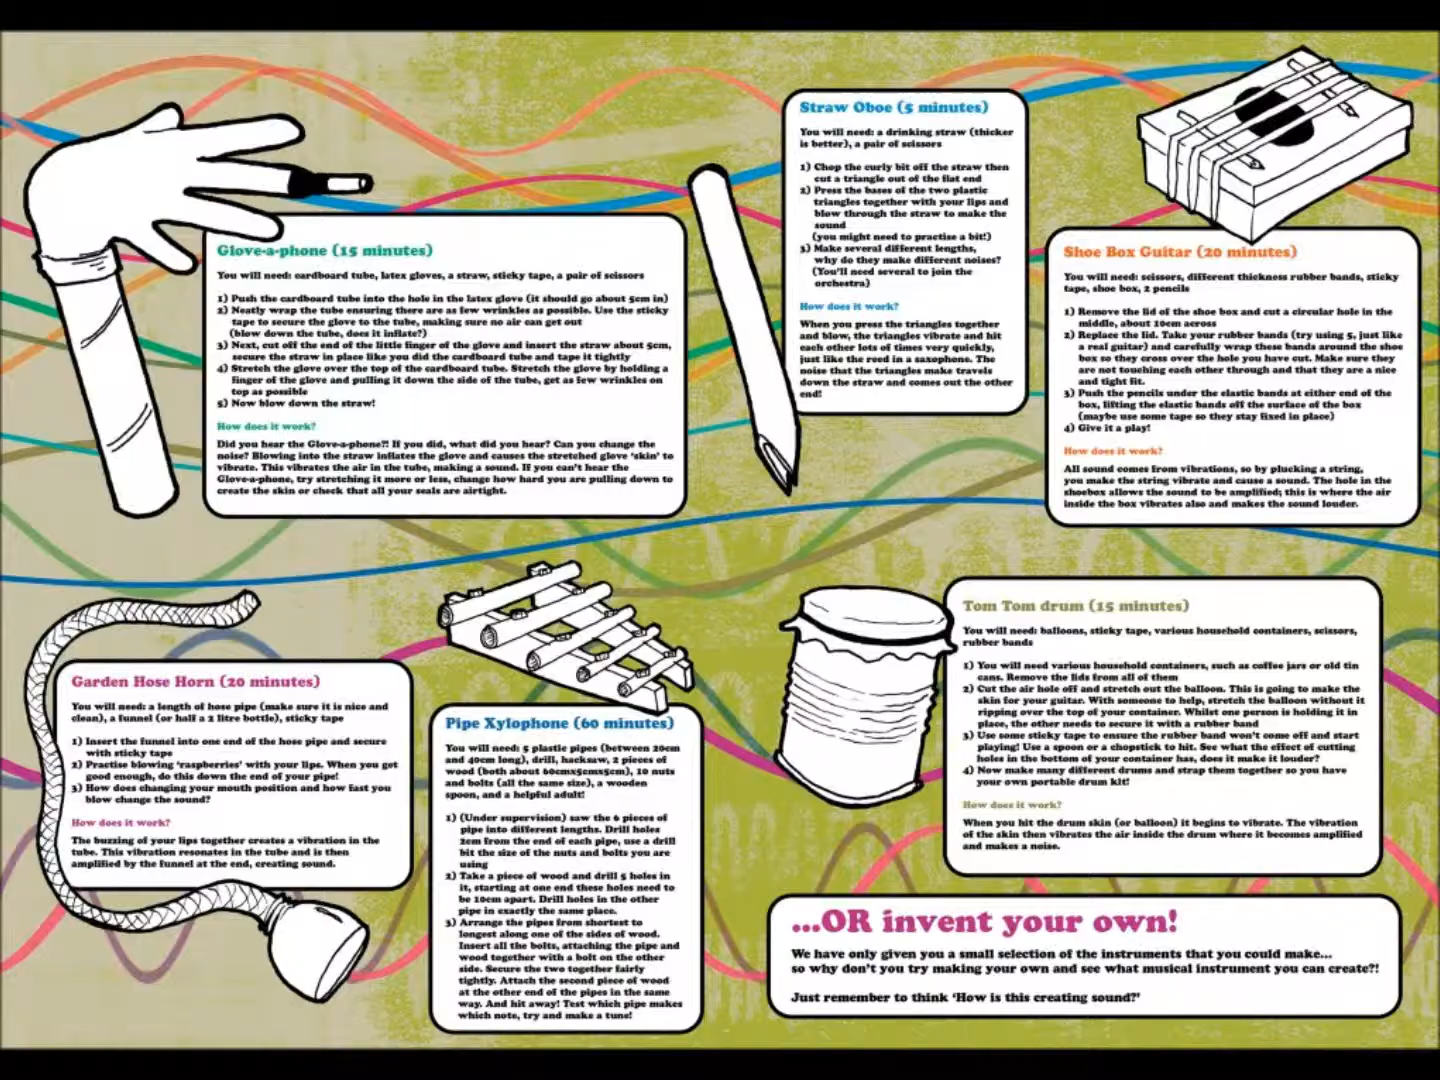 Glove-a-phone (15 minutes)
You will need: cardboard tube, latex gloves, a straw, sticky tape, a pair of scissors
1) Push the cardboard tube into the hole in the latex glove (it should go about 5cm in)
2) Neatly wrap the tube ensuring there are as few wrinkles as possible. Use the sticky
tape to secure the glove to the tube, making sure no air can get out
(blow down the tube, does it inflate?)
3) Next, cut off the end of the little finger of the glove and insert the straw about 5cm,
secure the straw in place like you did the cardboard tube and tape it tightly
4) Stretch the glove over the top of the cardboard tube. Stretch the glove by holding a
finger of the glove and pulling it down the side of the tube, get as few wrinkles on
top as possible
5) Now blow down the straw!
How does it work?
Did you hear the Glove-a-phone?! If you did, what did you hear? Can you change the
noise? Blowing into the straw inflates the glove and causes the stretched glove 'skin' to
vibrate. This vibrates the air in the tube, making a sound. If you can't hear the
Glove-a-phone, try stretching it more or less, change how hard you are pulling down to
create the skin or check that all your seals are airtight.
Straw Oboe (5 minutes)
You will need: a drinking straw (thicker
is better), a pair of scissors
1) Chop the curly bit off the straw then
cut a triangle out of the flat end
2) Press the bases of the two plastic
triangles together with your lips and
blow through the straw to make the
sound
(you might need to practise a bit!)
3) Make several different lengths,
why do they make different noises?
(You'll need several to join the
orchestra)
How does it work?
When you press the triangles together
and blow, the triangles vibrate and hit
each other lots of times very quickly,
just like the reed in a saxophone. The
noise that the triangles make travels
down the straw and comes out the other
end!
Shoe Box Guitar (20 minutes)
You will need: scissors, different thickness rubber bands, sticky
tape, shoe box, 2 pencils
1) Remove the lid of the shoe box and cut a circular hole in the
middle, about 10cm across
2) Replace the lid. Take your rubber bands (try using 5, just like
a real guitar) and carefully wrap these bands around the shoe
box so they cross over the hole you have cut. Make sure they
are not touching each other through and that they are a nice
and tight fit.
3) Push the pencils under the elastic bands at either end of the
box, lifting the elastic bands off the surface of the box
(maybe use some tape so they stay fixed in place)
4) Give it a play!
How does it work?
All sound comes from vibrations, so by plucking a string,
you make the string vibrate and cause a sound. The hole in the
shoebox allows the sound to be amplified; this is where the air
inside the box vibrates also and makes the sound louder.
Garden Hose Horn (20 minutes)
You will need: a length of hose pipe (make sure it is nice and
clean), a funnel (or half a 2 litre bottle), sticky tape
1) Insert the funnel into one end of the hose pipe and secure
with sticky tape
2) Practise blowing 'raspberries' with your lips. When you get
good enough, do this down the end of your pipe!
3) How does changing your mouth position and how fast you
blow change the sound?
How does it work?
The buzzing of your lips together creates a vibration in the
tube. This vibration resonates in the tube and is then
amplified by the funnel at the end, creating sound.
Pipe Xylophone (60 minutes)
You will need: 5 plastic pipes (between 20cm
and 40cm long), drill, hacksaw, 2 pieces of
wood (both about 60cmx5cmx5cm), 10 nuts
and bolts (all the same size), a wooden
spoon, and a helpful adult!
1) (Under supervision) saw the 6 pieces of
pipe into different lengths. Drill holes
2cm from the end of each pipe, use a drill
bit the size of the nuts and bolts you are
using
2) Take a piece of wood and drill 5 holes in
it, starting at one end these holes need to
be 10cm apart. Drill holes in the other
pipe in exactly the same place.
3) Arrange the pipes from shortest to
longest along one of the sides of wood.
Insert all the bolts, attaching the pipe and
wood together with a bolt on the other
side. Secure the two together fairly
tightly. Attach the second piece of wood
at the other end of the pipes in the same
way. And hit away! Test which pipe makes
which note, try and make a tune!
Tom Tom drum (15 minutes)
You will need: balloons, sticky tape, various household containers, scissors,
rubber bands
1) You will need various household containers, such as coffee jars or old tin
cans. Remove the lids from all of them
2) Cut the air hole off and stretch out the balloon. This is going to make the
skin for your guitar. With someone to help, stretch the balloon without it
ripping over the top of your container. Whilst one person is holding it in
place, the other needs to secure it with a rubber band
3) Use some sticky tape to ensure the rubber band won't come off and start
playing! Use a spoon or a chopstick to hit. See what the effect of cutting
holes in the bottom of your container has, does it make it louder?
4) Now make many different drums and strap them together so you have
your own portable drum kit!
How does it work?
When you hit the drum skin (or balloon) it begins to vibrate. The vibration
of the skin then vibrates the air inside the drum where it becomes amplified
and makes a noise.
...OR invent your own!
We have only given you a small selection of the instruments that you could make...
so why don't you try making your own and see what musical instrument you can create?!
Just remember to think 'How is this creating sound?'